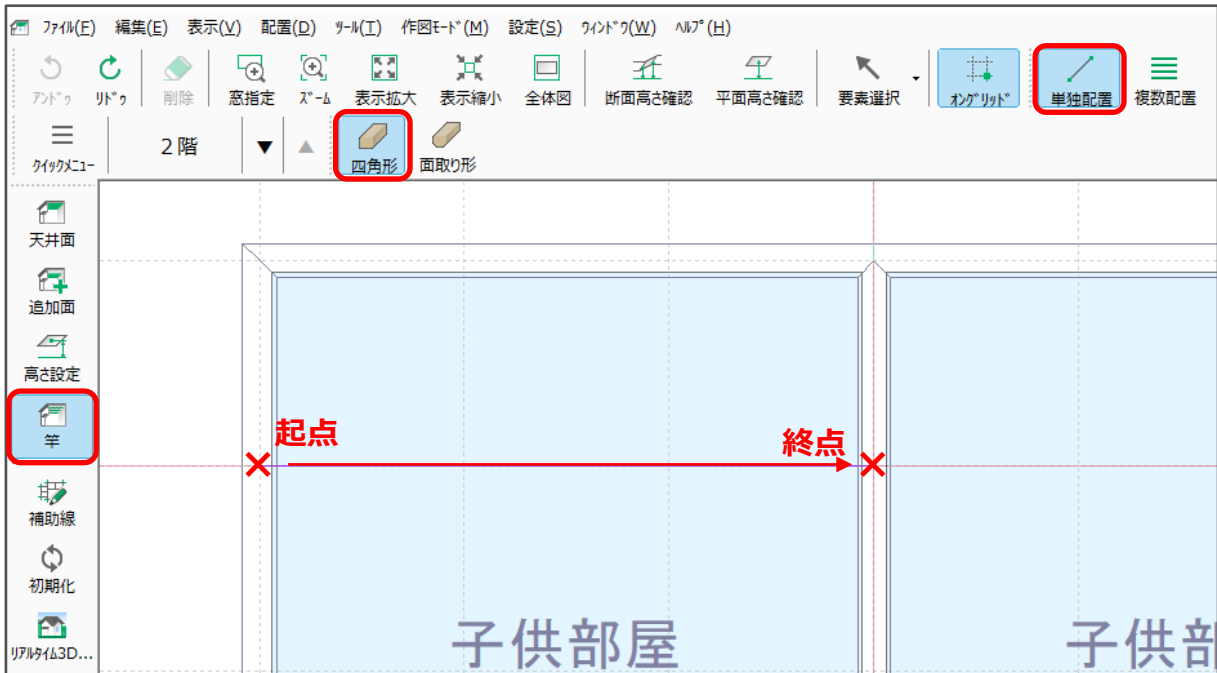 ﾌｧｲﾙ(F) 編集(E) 表示(V) 配置(D) ﾂｰﾙ(T) 作図ﾓｰﾄﾞ(M) 設定(S) ｳｨﾝﾄﾞｳ(W) ﾍﾙﾌﾟ(H)
ｱﾝﾄﾞｩ ﾘﾄﾞｩ 削除 窓指定 ｽﾞｰﾑ 表示拡大 表示縮小 全体図 断面高さ確認 平面高さ確認 要素選択 ｵﾝｸﾞﾘｯﾄﾞ 単独配置 複数配置
ｸｲｯｸﾒﾆｭｰ 2階 ▼ ▲ 四角形 面取り形
天井面
追加面
高さ設定
竿
起点
終点
補助線
初期化
ﾘｱﾙﾀｲﾑ3D...
子供部屋
子供部